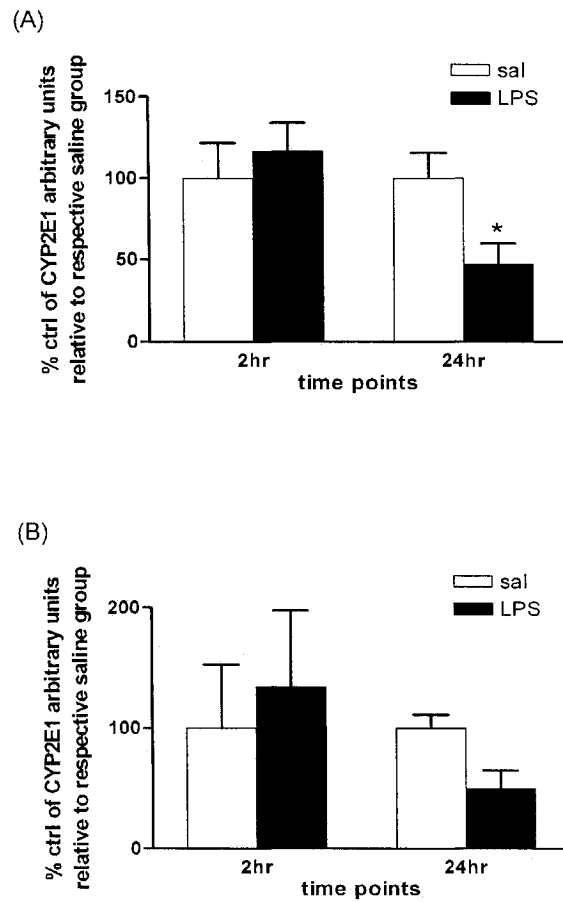 (A)
sal
LPS
% ctrl of CYP2E1 arbitrary units
relative to respective saline group
150
100
50
0
*
2hr
24hr
time points
(B)
sal
LPS
% ctrl of CYP2E1 arbitrary units
relative to respective saline group
200
100
0
2hr
24hr
time points